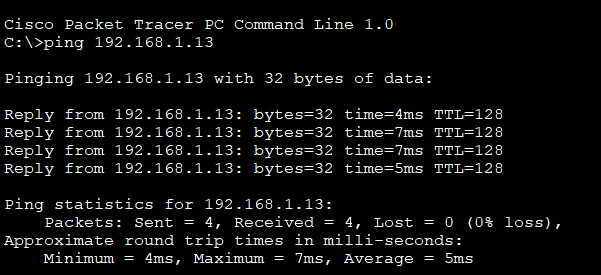 Cisco Packet Tracer PC Command Line 1.0
C:\>ping 192.168.1.13
Pinging 192.168.1.13 with 32 bytes of data:
Reply from 192.168.1.13: bytes=32 time=4ms TTL=128
Reply from 192.168.1.13: bytes=32 time=7ms TTL=128
Reply from 192.168.1.13: bytes=32 time=7ms TTL=128
Reply from 192.168.1.13: bytes=32 time=5ms TTL=128
Ping statistics for 192.168.1.13:
Packets: Sent = 4, Received = 4, Lost = 0 (0% loss),
Approximate round trip times in milli-seconds:
Minimum = 4ms, Maximum = 7ms, Average = 5ms